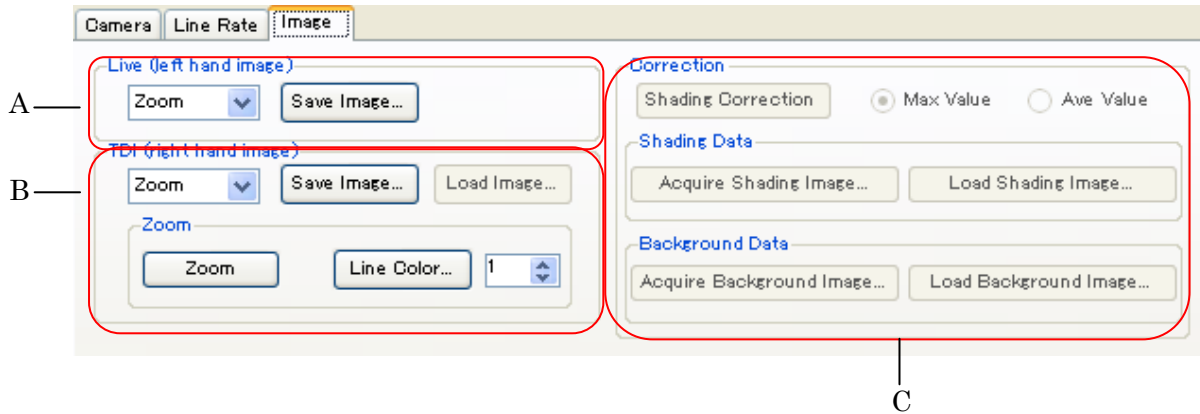 Camera Line Rate Image
Live (left hand image)
Zoom Save Image...
A
TDI (right hand image)
Zoom Save Image... Load Image...
B
Zoom
Zoom Line Color... 1
Correction
Shading Correction Max Value Ave Value
Shading Data
Acquire Shading Image... Load Shading Image...
Background Data
Acquire Background Image... Load Background Image...
C